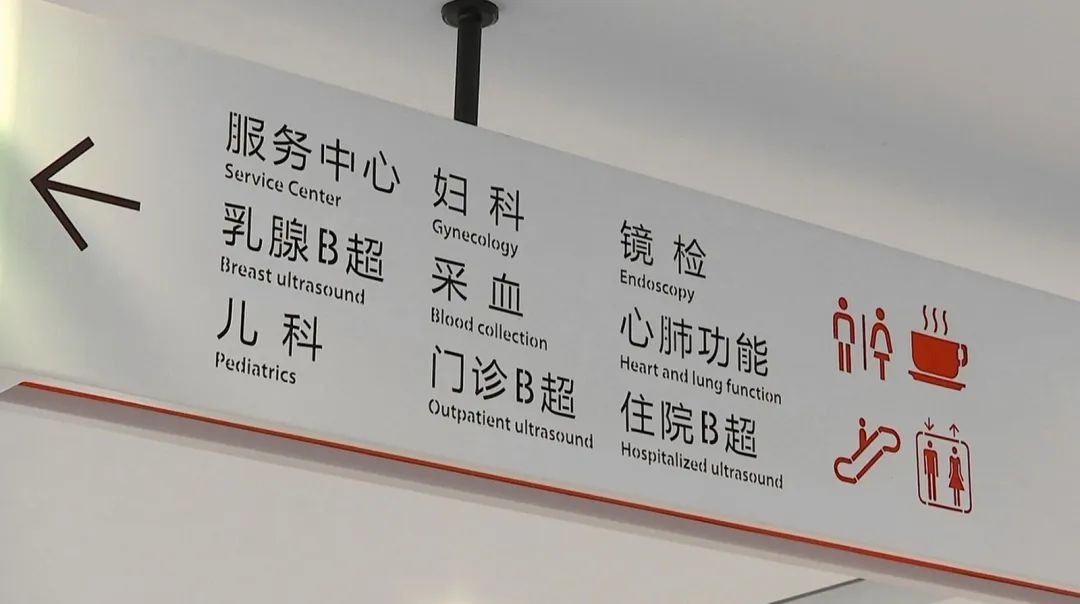 服务中心
Service Center
乳腺B超
Breast ultrasound
儿科
Pediatrics
妇科
Gynecology
采血
Blood collection
门诊B超
Outpatient ultrasound
镜检
Endoscopy
心肺功能
Heart and lung function
住院B超
Hospitalized ultrasound